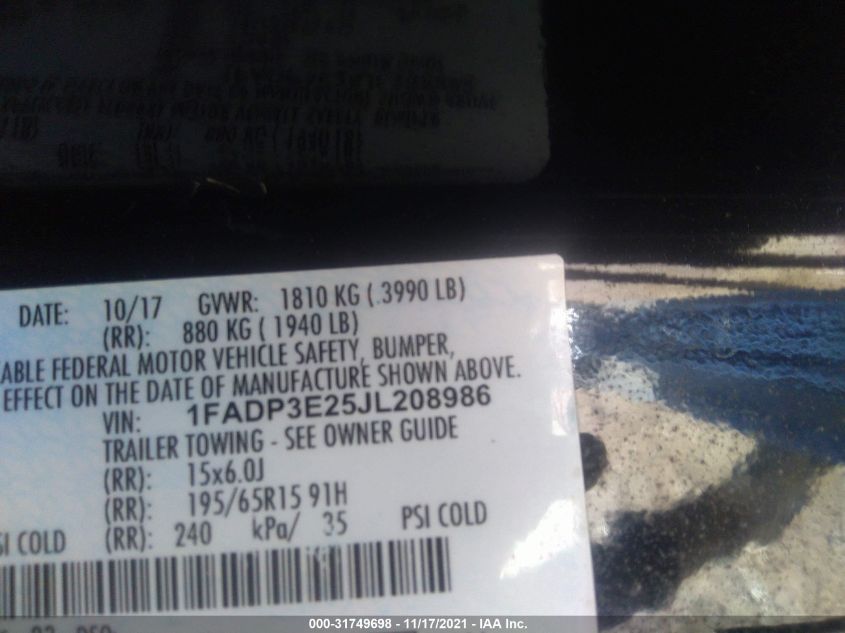 DATE: 10/17 GVWR: 1810 KG ( 3990 LB)
(RR): 880 KG ( 1940 LB)
ABLE FEDERAL MOTOR VEHICLE SAFETY, BUMPER,
EFFECT ON THE DATE OF MANUFACTURE SHOWN ABOVE.
VIN: 1FADP3E25JL208986
TRAILER TOWING - SEE OWNER GUIDE
(RR): 15x6.0J
(RR): 195/65R15 91H
SI COLD (RR): 240 kPa/ 35 PSI COLD
000-31749698 - 11/17/2021 - IAA Inc.